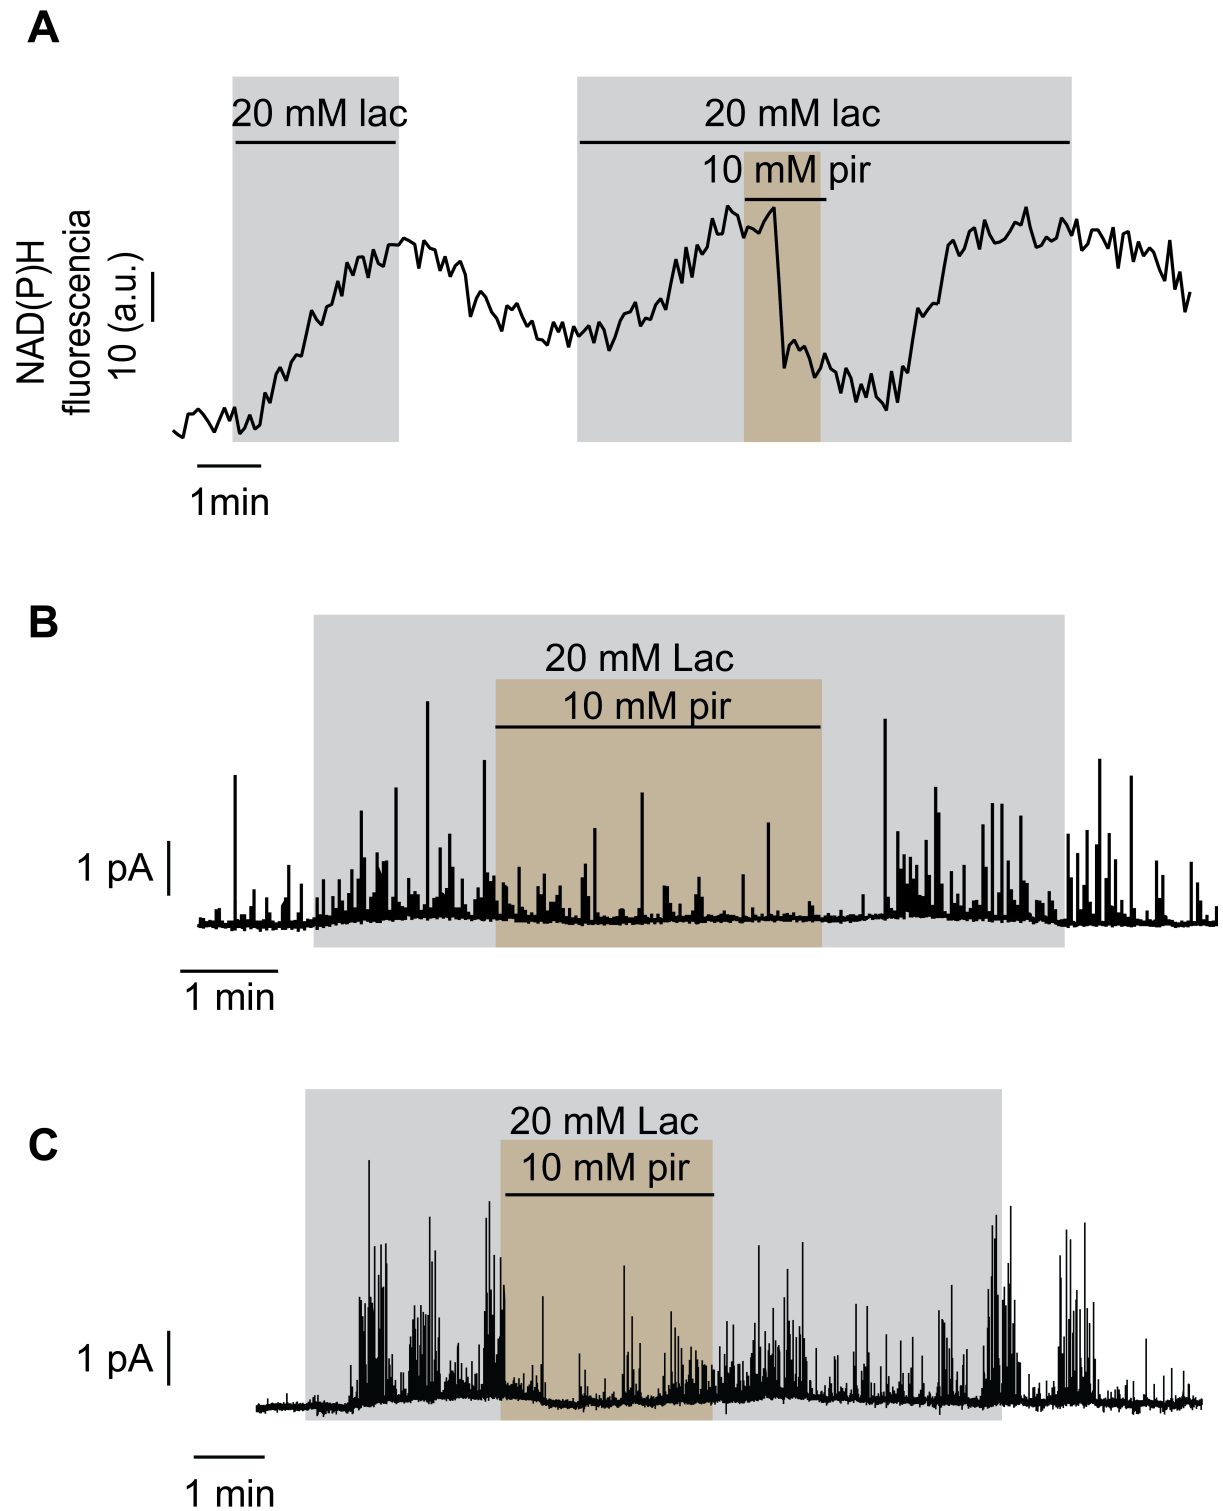 A
20 mM lac
20 mM lac
10 mM pir
NAD(P)H
fluorescencia
10 (a.u.)
1min
B
20 mM Lac
10 mM pir
1 pA
1 min
C
20 mM Lac
10 mM pir
1 pA
1 min